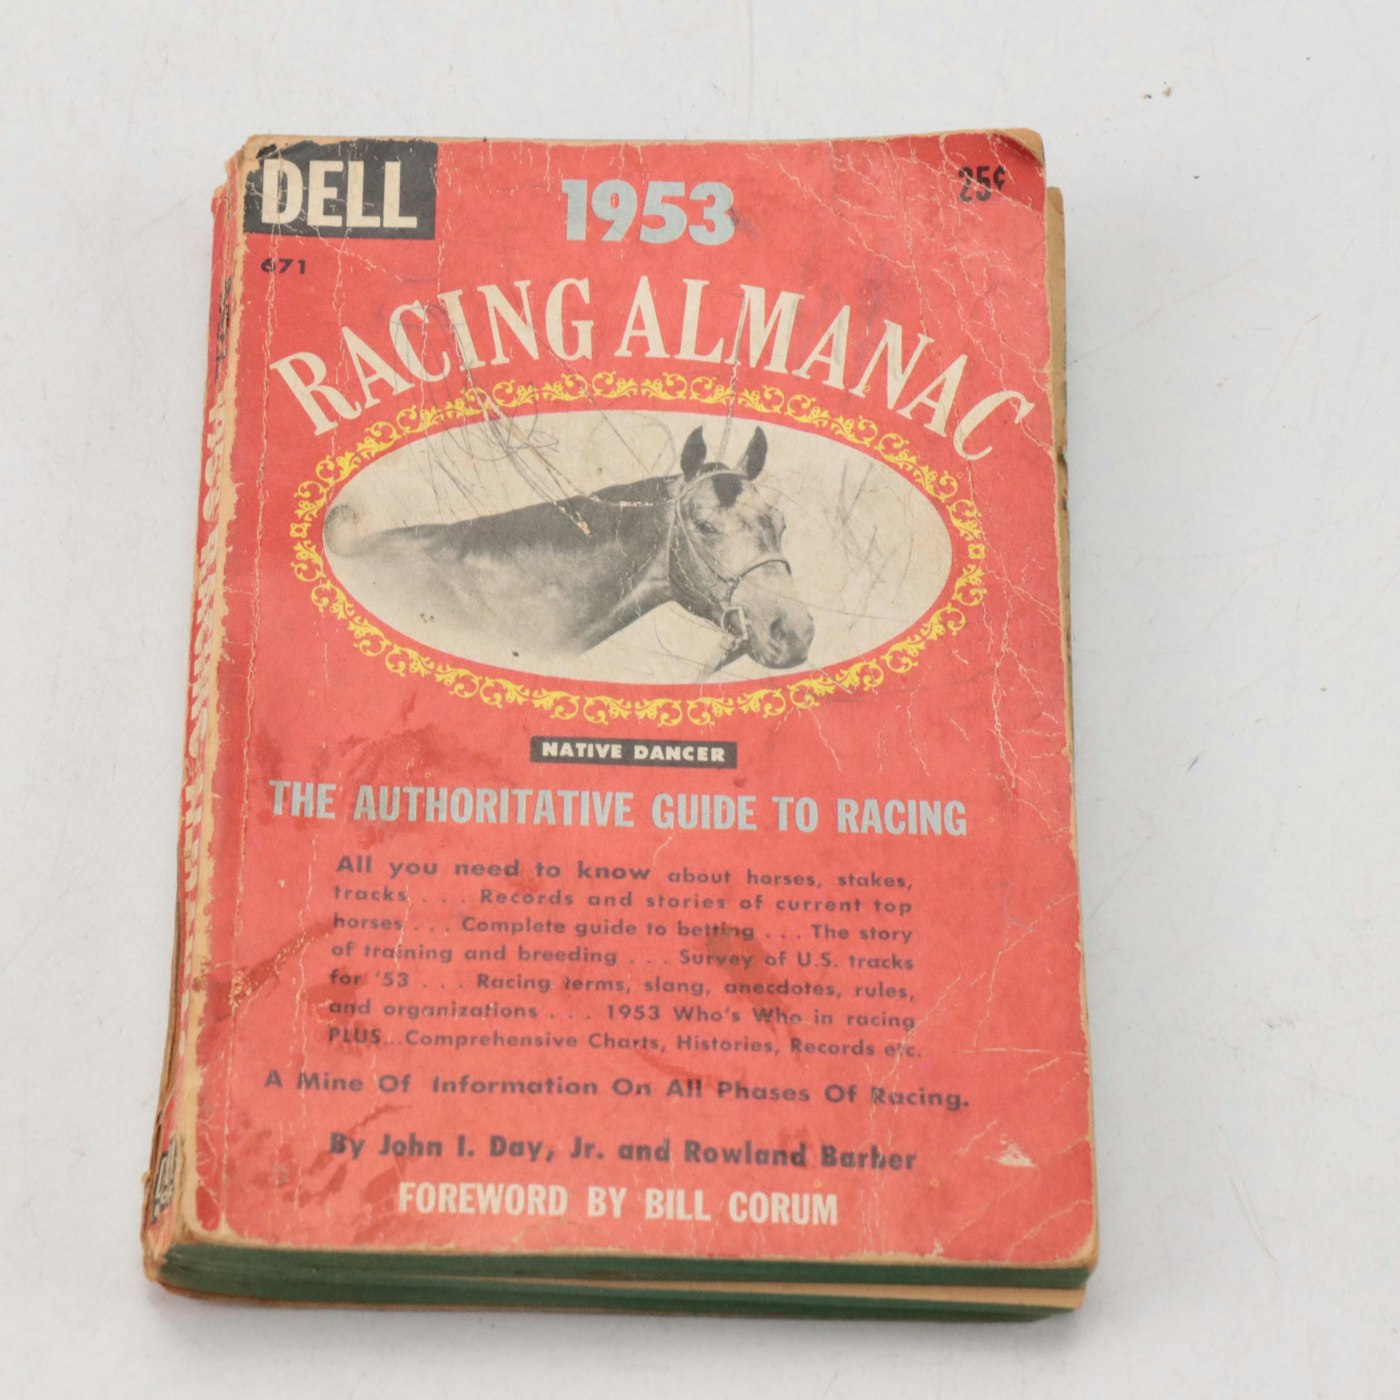 DELL
1953
25¢
671
RACING ALMANAC
NATIVE DANCER
THE AUTHORITATIVE GUIDE TO RACING
All you need to know about horses, stakes,
tracks . . . Records and stories of current top
horses . . . Complete guide to betting . . . The story
of training and breeding . . . Survey of U.S. tracks
for '53 . . . Racing terms, slang, anecdotes, rules,
and organizations . . . 1953 Who's Who in racing
PLUS...Comprehensive Charts, Histories, Records etc.
A Mine Of Information On All Phases Of Racing.
By John I. Day, Jr. and Rowland Barber
FOREWORD BY BILL CORUM